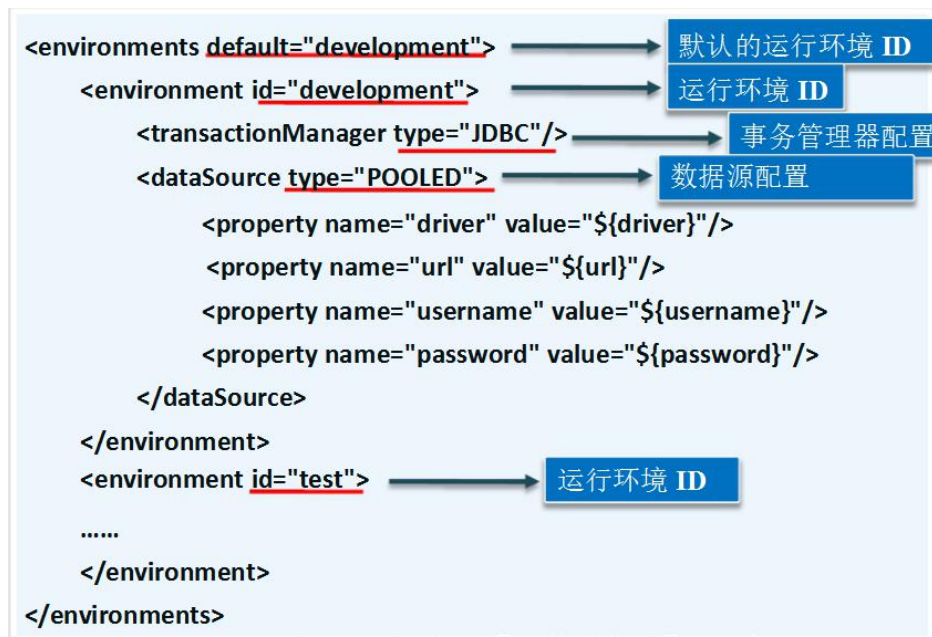 <environments default="development"> 默认的运行环境 ID
<environment id="development"> 运行环境 ID
<transactionManager type="JDBC"/> 事务管理器配置
<dataSource type="POOLED"> 数据源配置
<property name="driver" value="${driver}"/>
<property name="url" value="${url}"/>
<property name="username" value="${username}"/>
<property name="password" value="${password}"/>
</dataSource>
</environment>
<environment id="test"> 运行环境 ID
......
</environment>
</environments>